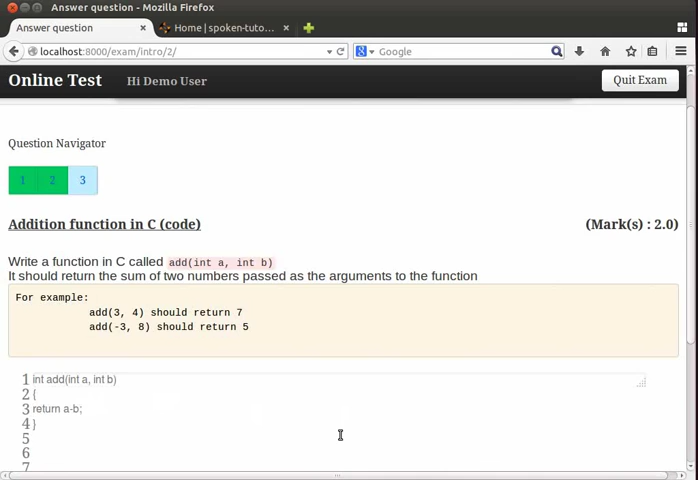 Answer question - Mozilla Firefox
Answer question
Home | spoken-tuto...
localhost:8000/exam/intro/2/
Google
Online Test
Hi Demo User
Quit Exam
Question Navigator
1 2 3
Addition function in C (code)
(Mark(s) : 2.0)
Write a function in C called add(int a, int b)
It should return the sum of two numbers passed as the arguments to the function
For example:
add(3, 4) should return 7
add(-3, 8) should return 5
1 int add(int a, int b)
2 {
3 return a-b;
4 }
5
6
7